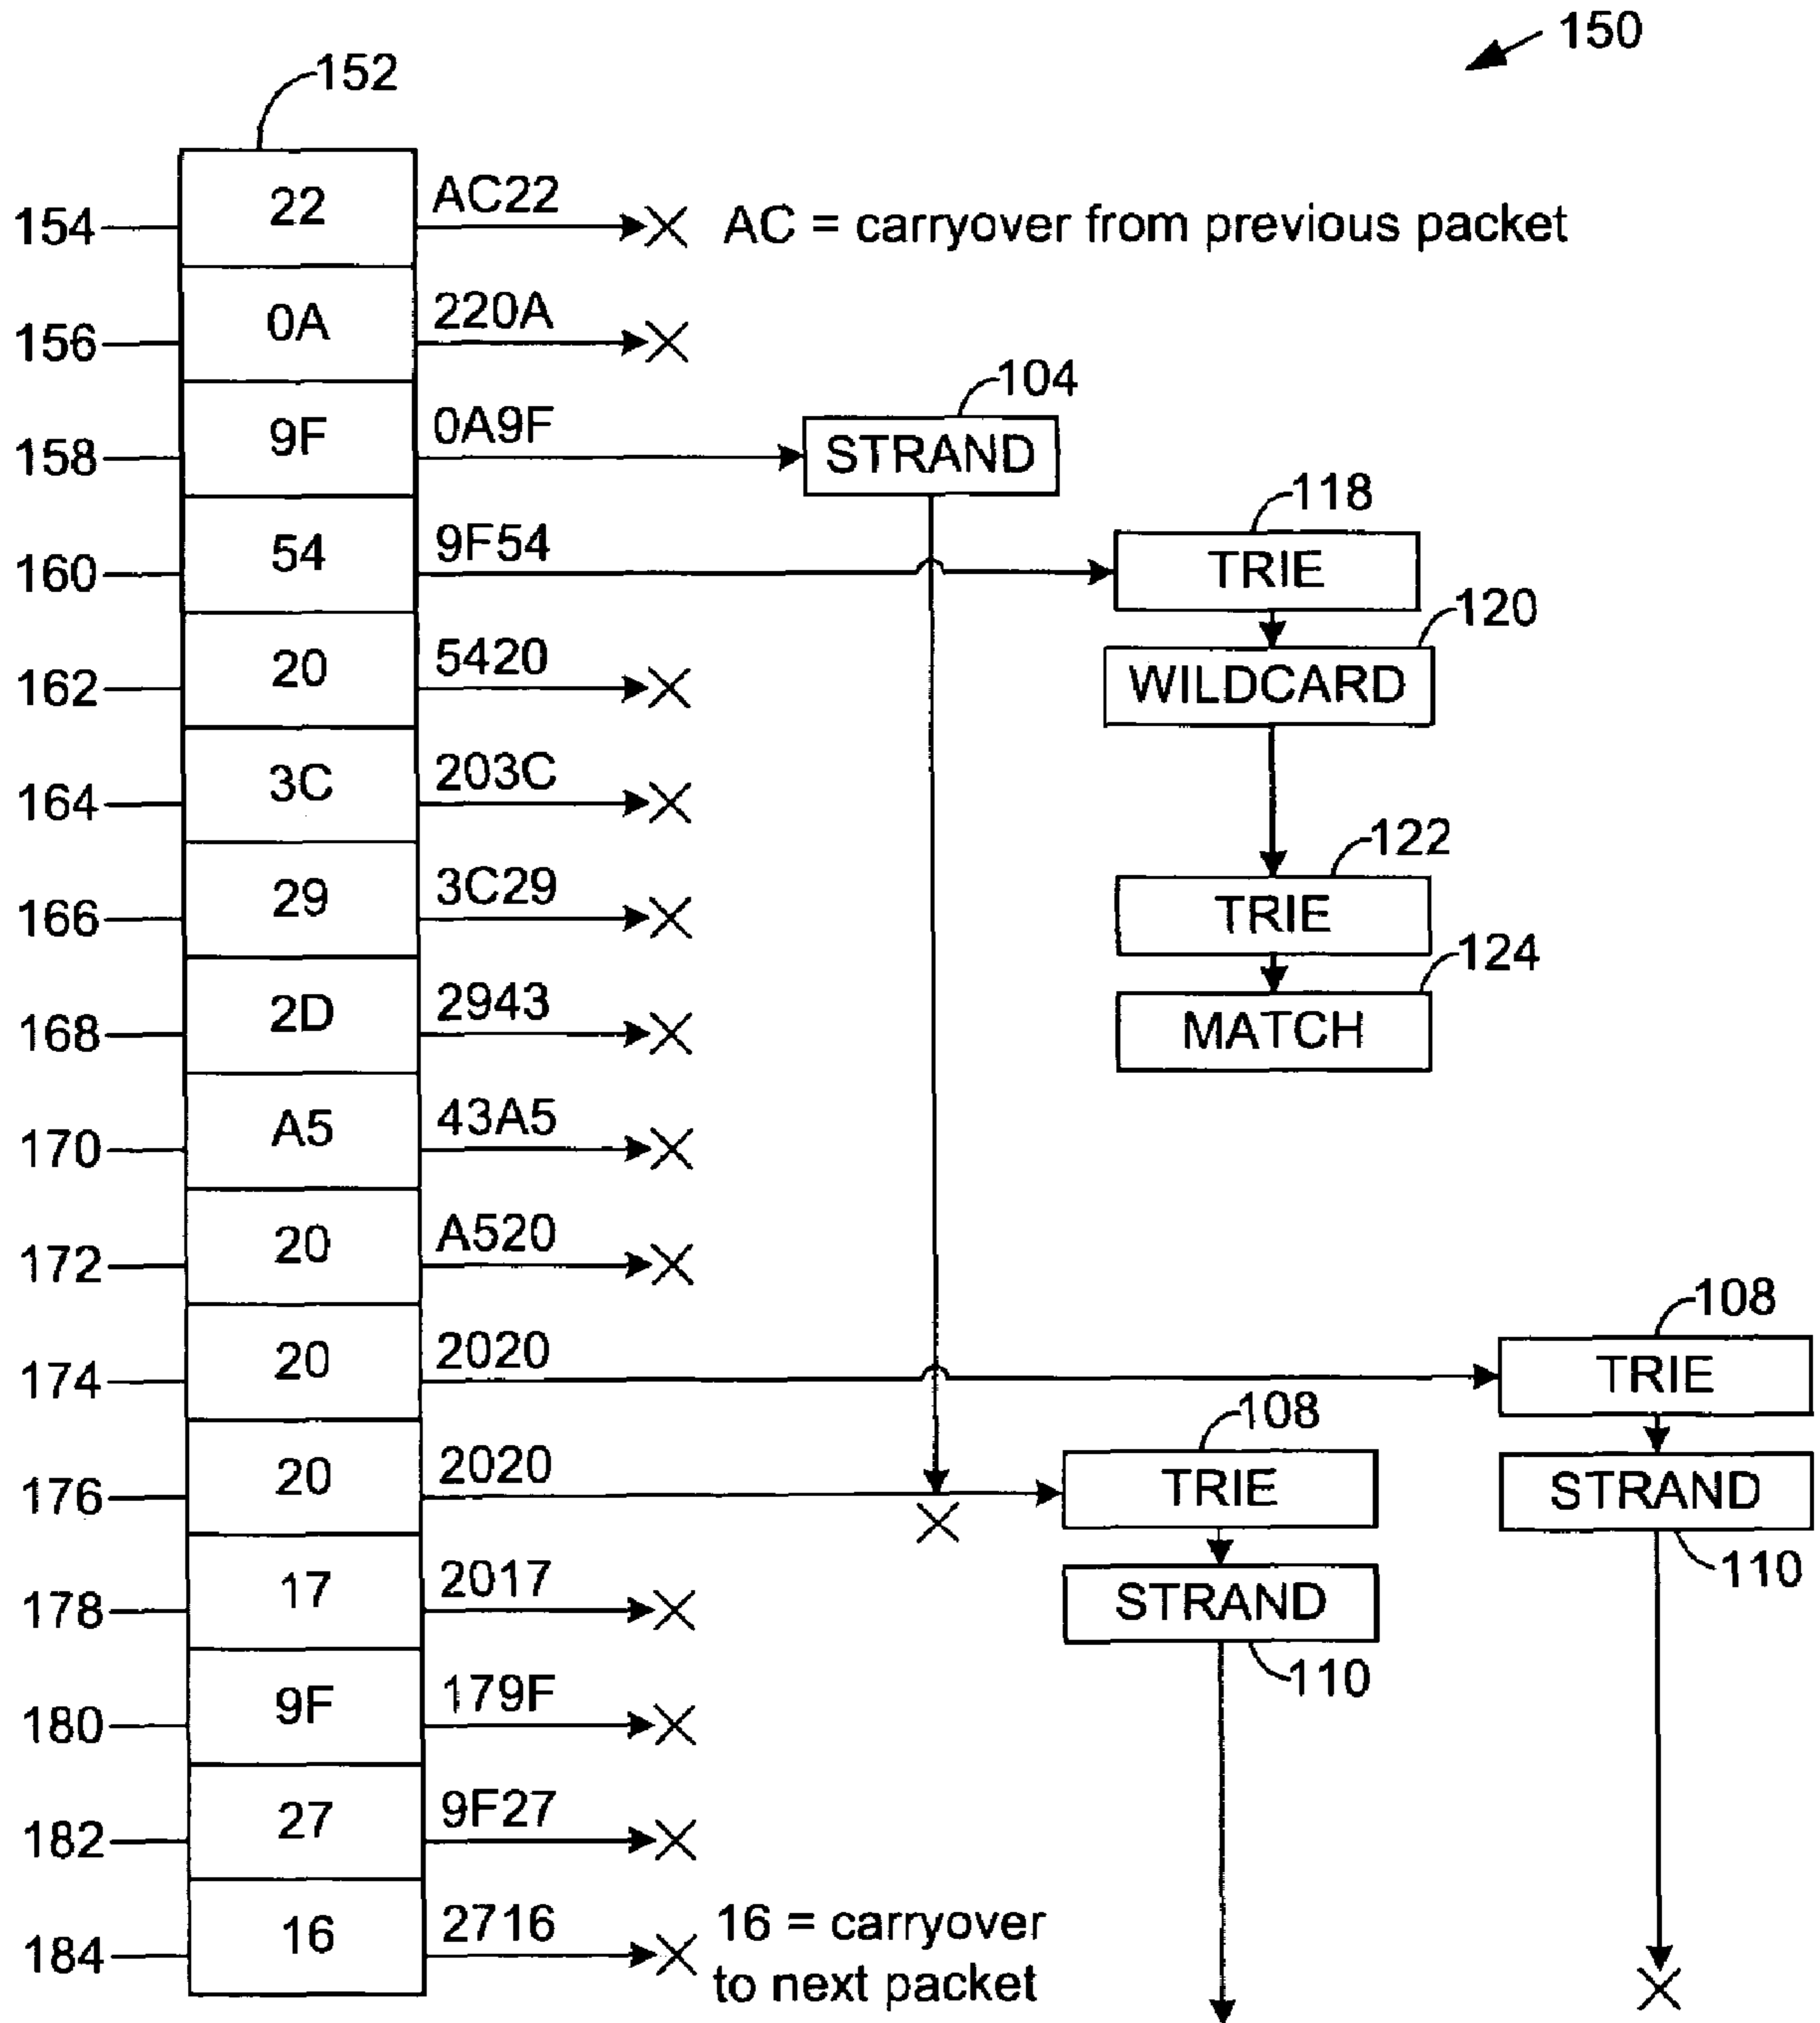 150
152
22
AC22
154
AC = carryover from previous packet
0A
220A
156
104
9F
0A9F
158
STRAND
118
54
9F54
160
TRIE
120
20
5420
162
WILDCARD
3C
203C
164
122
29
3C29
166
TRIE
124
2D
2943
168
MATCH
A5
43A5
170
20
A520
172
108
20
2020
174
TRIE
108
20
2020
176
TRIE
STRAND
110
17
2017
178
STRAND
110
9F
179F
180
27
9F27
182
16
2716
184
16 = carryover
to next packet